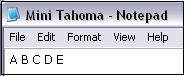 Mini Tahoma - Notepad
File Edit Format View Help
A B C D E